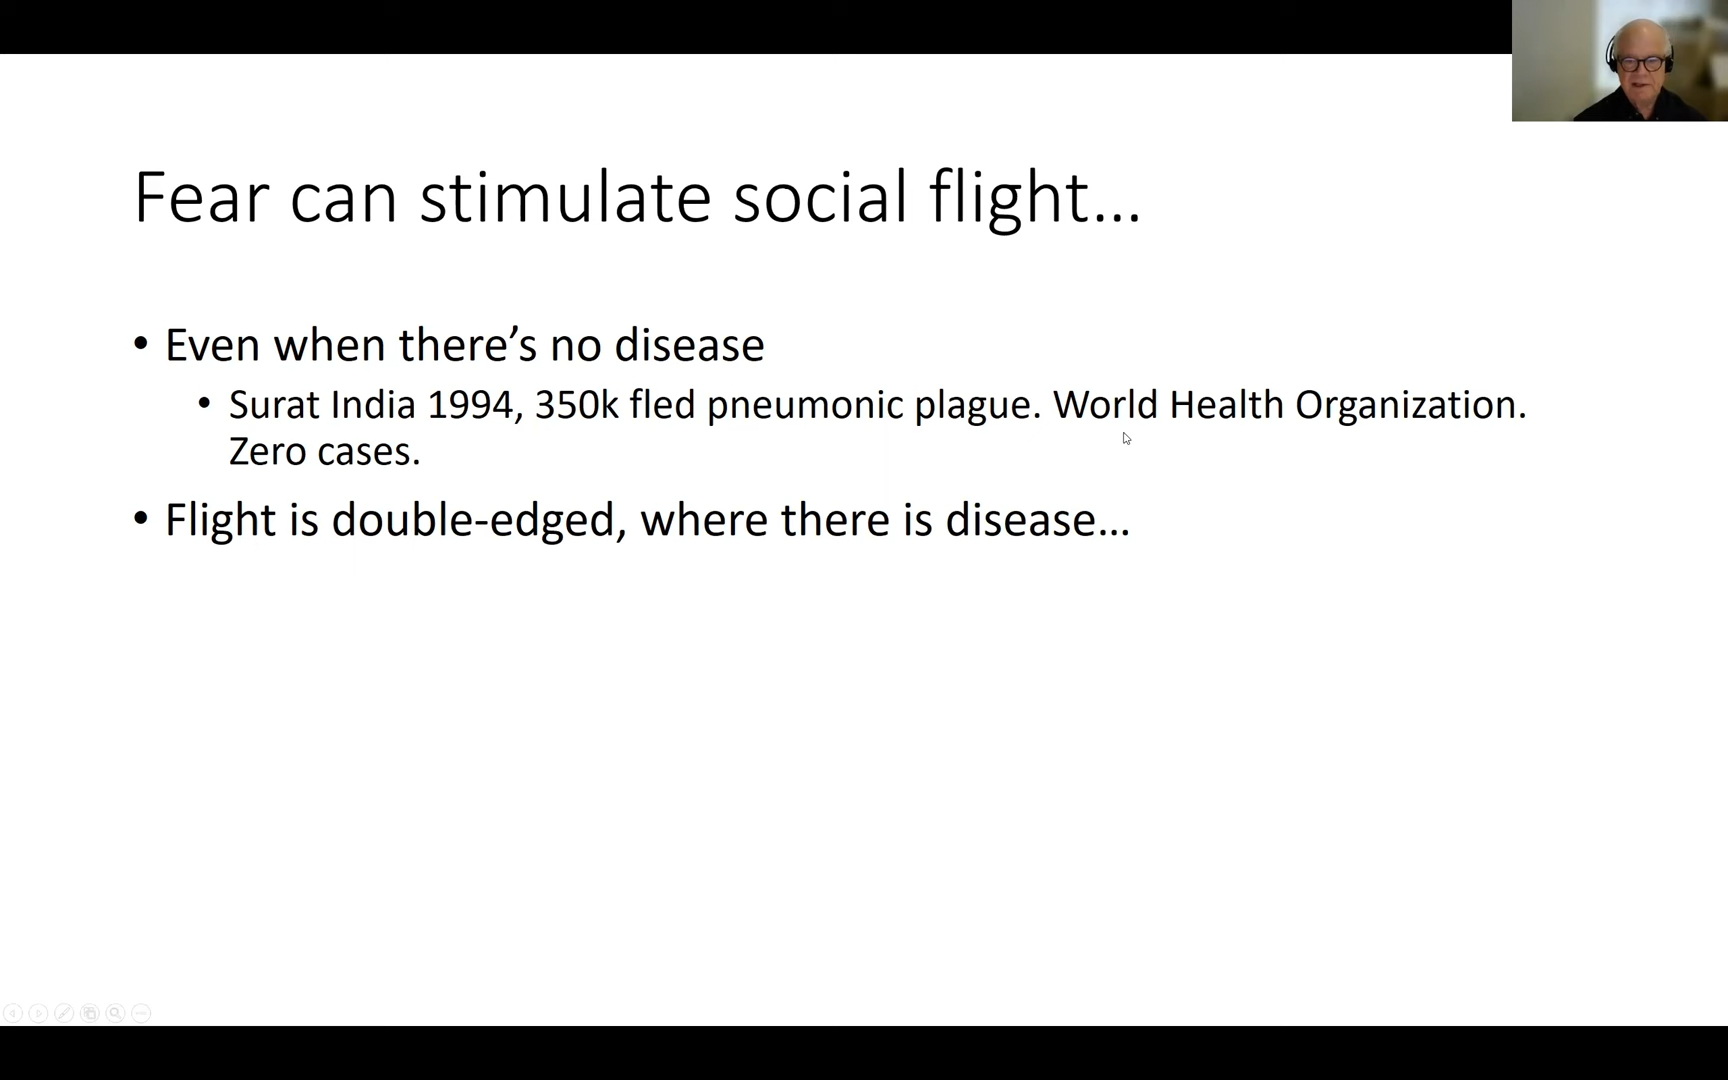 Fear can stimulate social flight…
• Even when there’s no disease
• Surat India 1994, 350k fled pneumonic plague. World Health Organization.
Zero cases.
• Flight is double-edged, where there is disease…